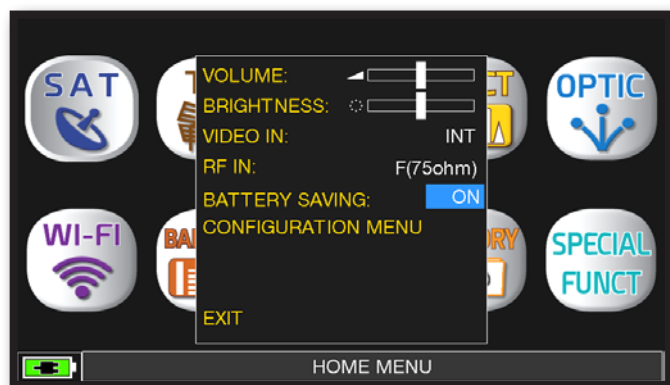 SAT
OPTIC
VOLUME:
BRIGHTNESS:
VIDEO IN: INT
RF IN: F(75ohm)
BATTERY SAVING: ON
CONFIGURATION MENU
WI-FI
SPECIAL
FUNCT
EXIT
HOME MENU